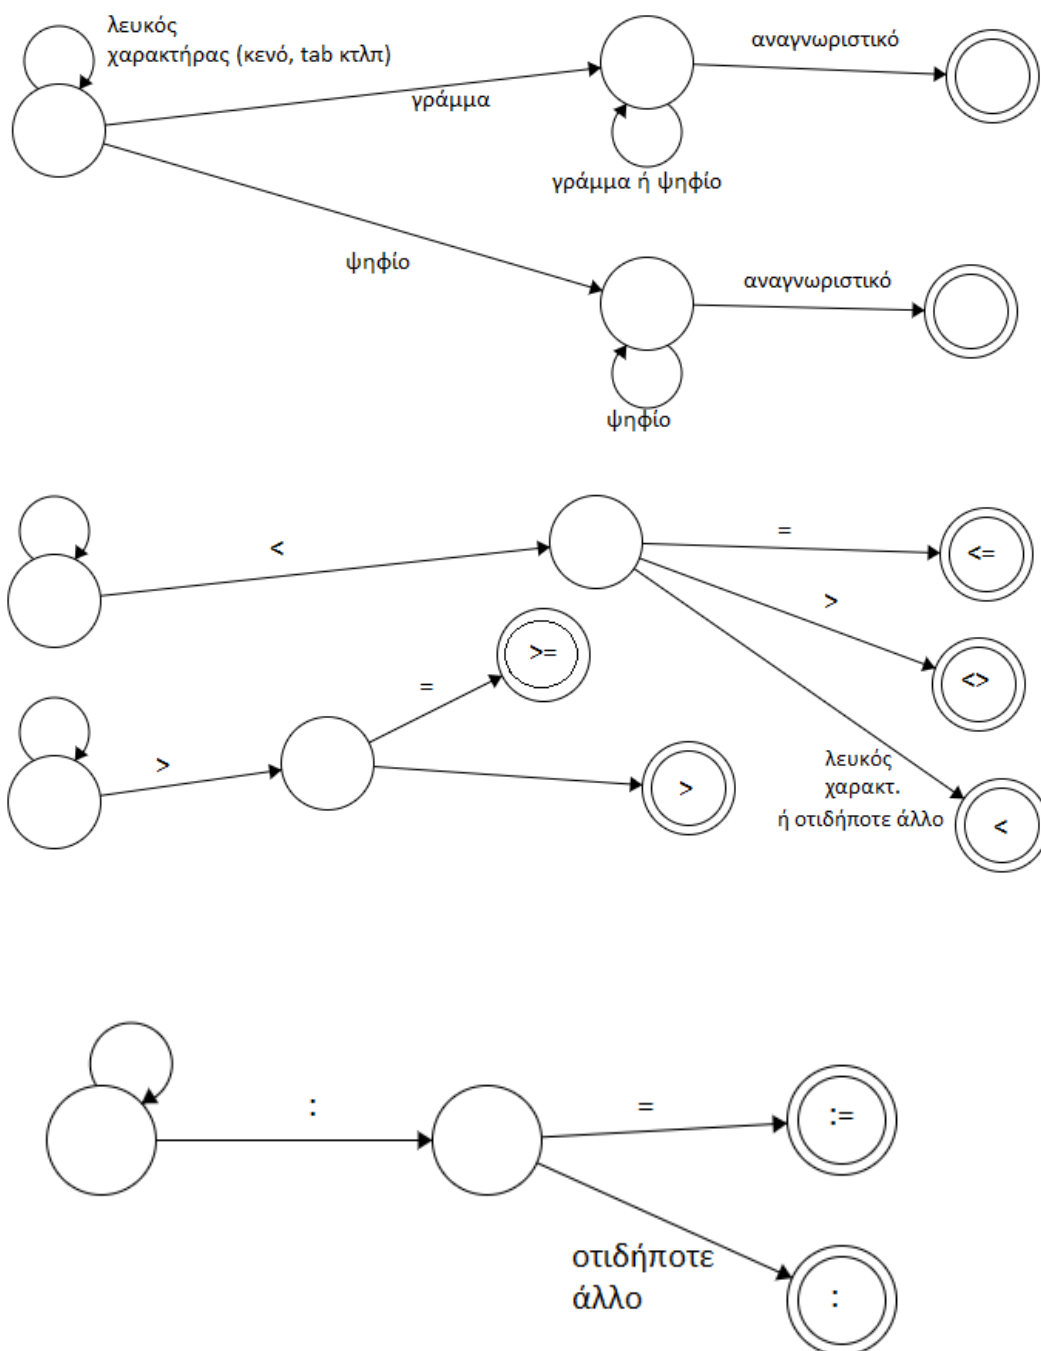 λευκός
χαρακτήρας (κενό, tab κτλπ)
αναγνωριστικό
γράμμα
γράμμα ή ψηφίο
ψηφίο
αναγνωριστικό
ψηφίο
<
=
<=
>
<>
>=
=
>
>
λευκός
χαρακτ.
ή οτιδήποτε άλλο
<
:
=
:=
οτιδήποτε
άλλο
: